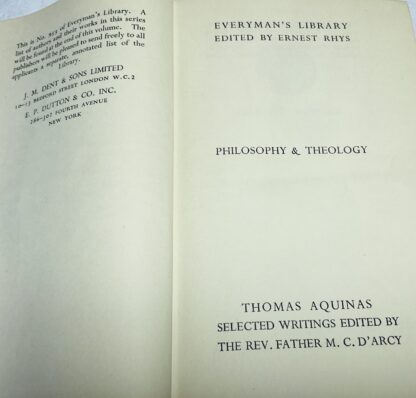 This is No. 953 of Everyman's Library. A
list of authors and their works in this series
will be found at the end of this volume. The
publishers will be pleased to send freely to all
applicants a separate, annotated list of the
Library.
J. M. DENT & SONS LIMITED
10-13 BEDFORD STREET LONDON W.C.2
E. P. DUTTON & CO. INC.
286-302 FOURTH AVENUE
NEW YORK
EVERYMAN'S LIBRARY
EDITED BY ERNEST RHYS
PHILOSOPHY & THEOLOGY
THOMAS AQUINAS
SELECTED WRITINGS EDITED BY
THE REV. FATHER M. C. D'ARCY